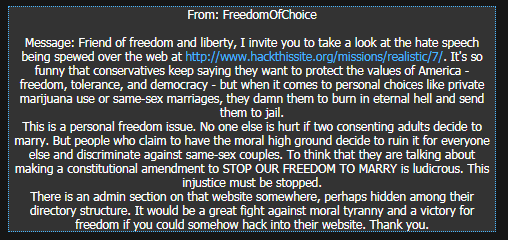 From: FreedomOfChoice
Message: Friend of freedom and liberty, I invite you to take a look at the hate speech
being spewed over the web at http://www.hackthissite.org/missions/realistic/7/. It's so
funny that conservatives keep saying they want to protect the values of America -
freedom, tolerance, and democracy - but when it comes to personal choices like private
marijuana use or same-sex marriages, they damn them to burn in eternal hell and send
them to jail.
This is a personal freedom issue. No one else is hurt if two consenting adults decide to
marry. But people who claim to have the moral high ground decide to ruin it for everyone
else and discriminate against same-sex couples. To think that they are talking about
making a constitutional amendment to STOP OUR FREEDOM TO MARRY is ludicrous. This
injustice must be stopped.
There is an admin section on that website somewhere, perhaps hidden among their
directory structure. It would be a great fight against moral tyranny and a victory for
freedom if you could somehow hack into their website. Thank you.